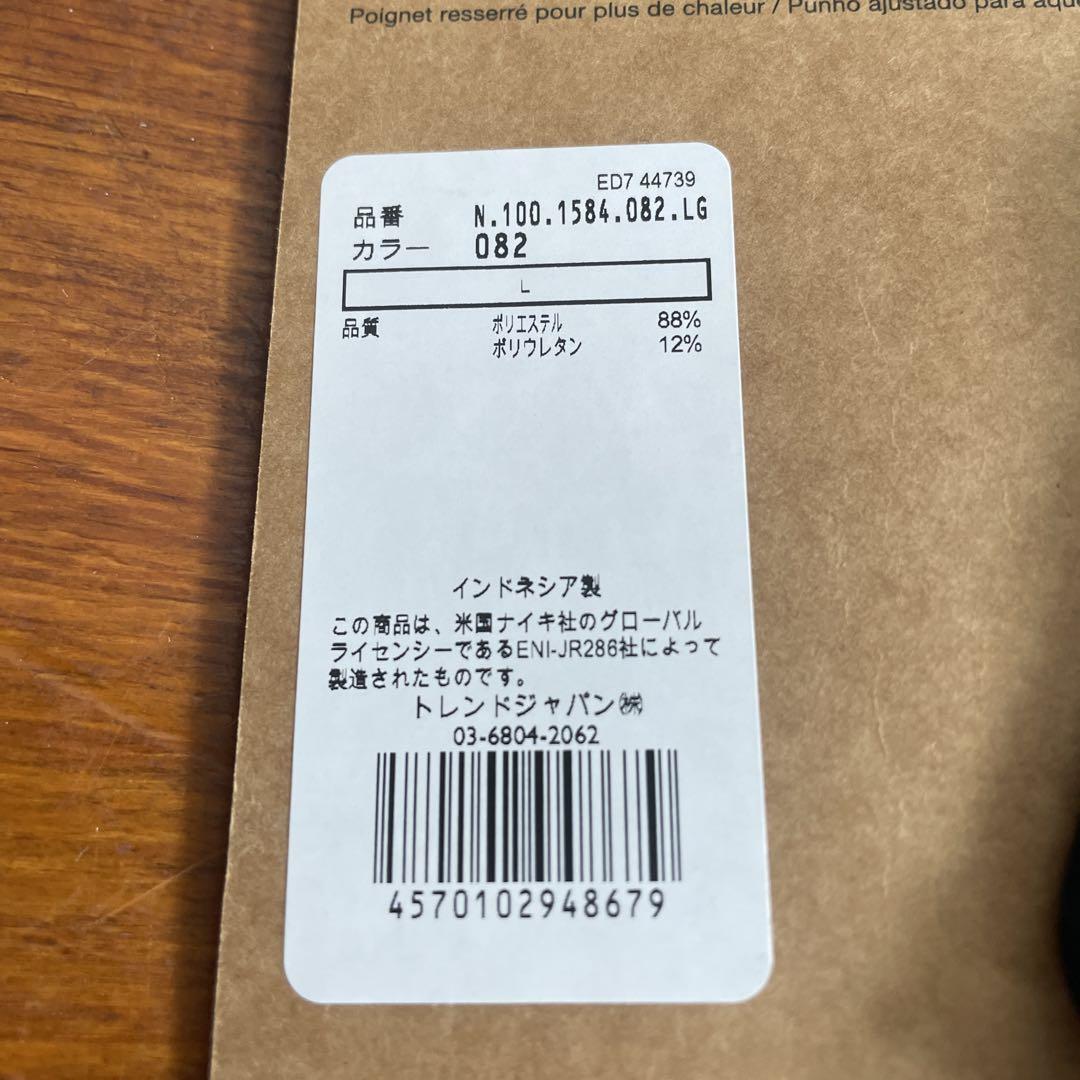 Poignet resserré pour plus de chaleur / Punho ajustado para
ED7 44739
品番 N.100.1584.082.LG
カラー 082
L
品質 ポリエステル 88%
ポリウレタン 12%
インドネシア製
この商品は、米国ナイキ社のグローバル
ライセンシーであるENI-JR286社によって
製造されたものです。
トレンドジャパン㈱
03-6804-2062
4570102948679